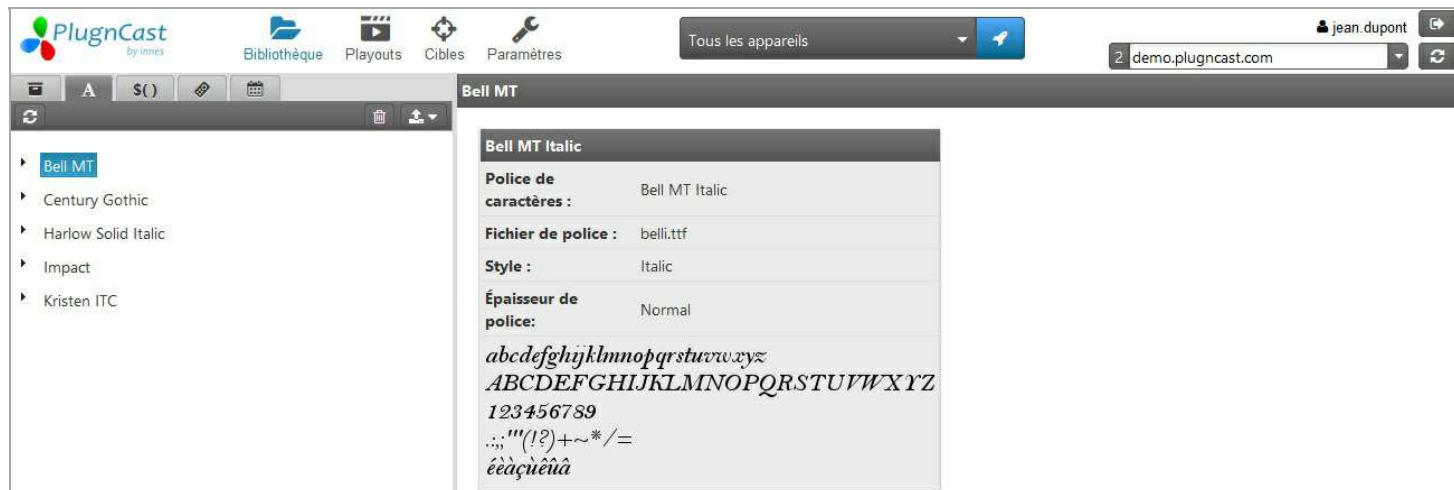 PlugnCast
by innes
Bibliothèque
Playouts
Cibles
Paramètres
Tous les appareils
jean.dupont
2 demo.plugncast.com
A
$()
Bell MT
Bell MT
Century Gothic
Harlow Solid Italic
Impact
Kristen ITC
Bell MT Italic
Police de
caractères :
Bell MT Italic
Fichier de police : belli.ttf
Style : Italic
Épaisseur de
police:
Normal
abcdefghijklmnopqrstuvwxyz
ABCDEFGHIJKLMNOPQRSTUVWXYZ
123456789
.:,;'"(!?)+~*/=
éèàçùêûâ